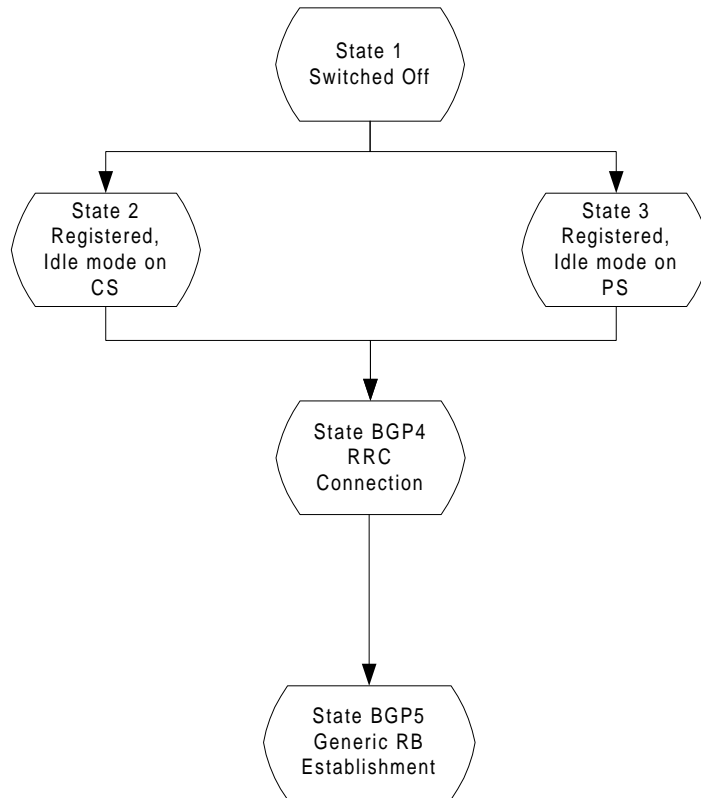 State 1
Switched Off
State 2
Registered,
Idle mode on
CS
State 3
Registered,
Idle mode on
PS
State BGP4
RRC
Connection
State BGP5
Generic RB
Establishment